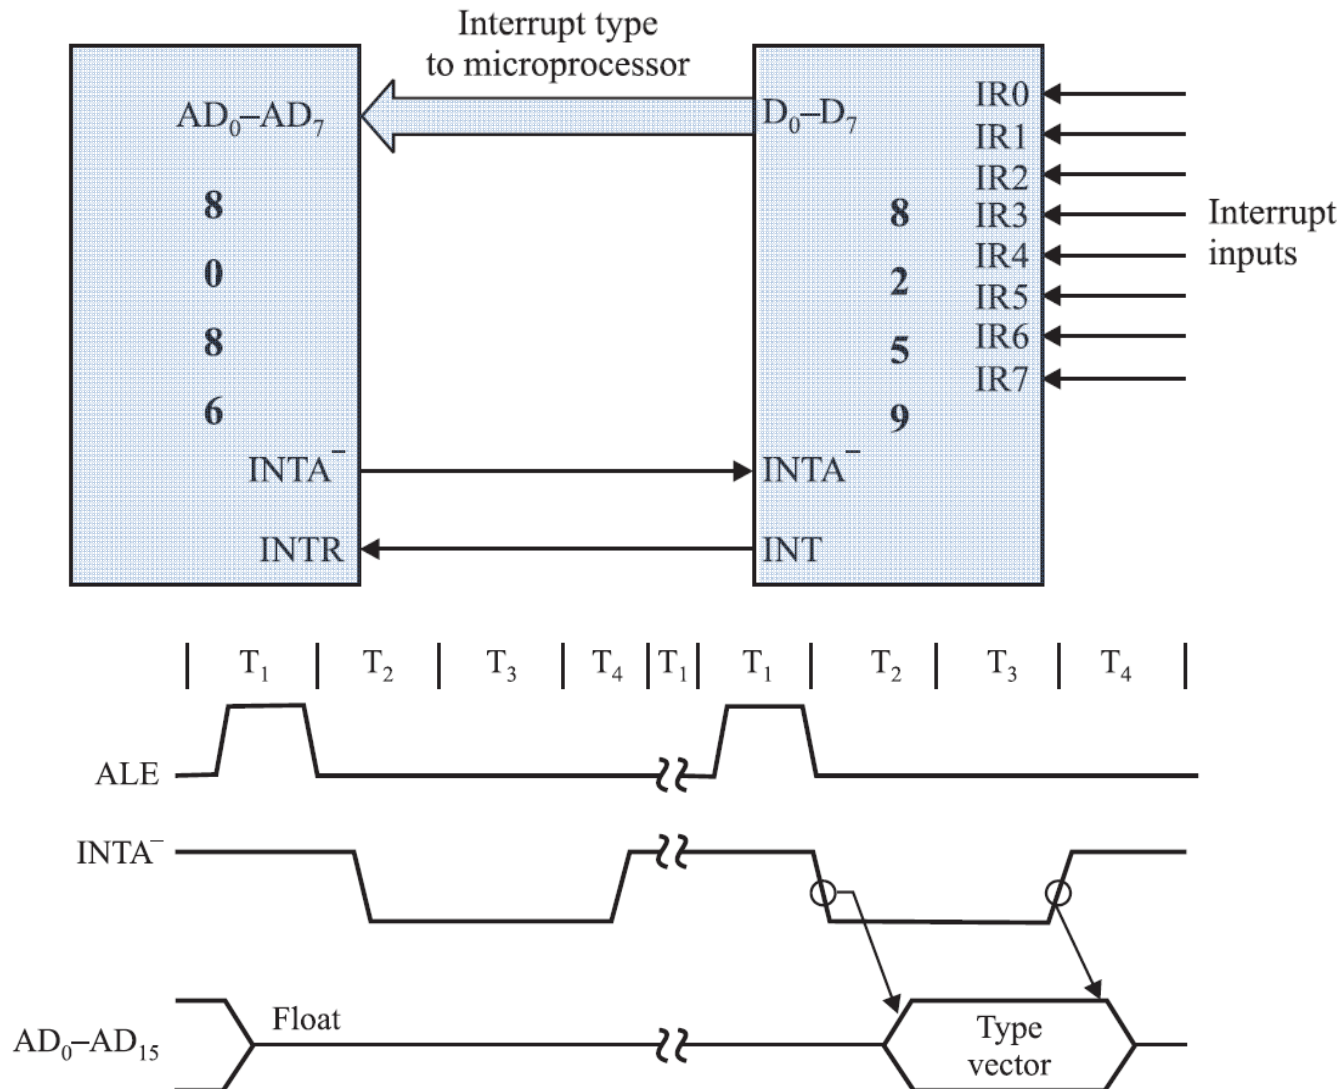 Interrupt type
to microprocessor
AD₀–AD₇
D₀–D₇
IR0
IR1
IR2
IR3
IR4
IR5
IR6
IR7
Interrupt
inputs
8
0
8
6
8
2
5
9
INTA¯
INTA¯
INTR
INT
T₁ T₂ T₃ T₄ T₁ T₁ T₂ T₃ T₄
ALE
INTA¯
AD₀–AD₁₅
Float
Type
vector